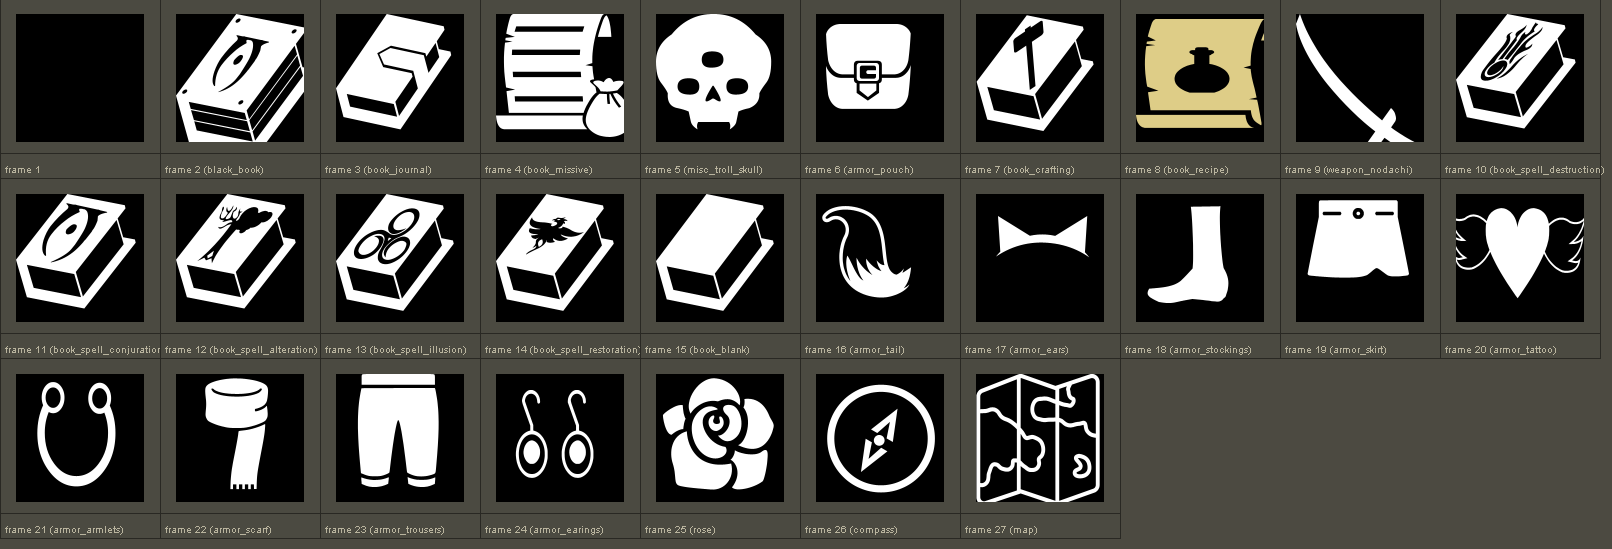 frame 1
frame 2 (black_book)
frame 3 (book_journal)
frame 4 (book_missive)
frame 5 (misc_troll_skull)
frame 6 (armor_pouch)
frame 7 (book_crafting)
frame 8 (book_recipe)
frame 9 (weapon_nodachi)
frame 10 (book_spell_destruction)
frame 11 (book_spell_conjuration
frame 12 (book_spell_alteration)
frame 13 (book_spell_illusion)
frame 14 (book_spell_restoration)
frame 15 (book_blank)
frame 16 (armor_tail)
frame 17 (armor_ears)
frame 18 (armor_stockings)
frame 19 (armor_skirt)
frame 20 (armor_tattoo)
frame 21 (armor_armlets)
frame 22 (armor_scarf)
frame 23 (armor_trousers)
frame 24 (armor_earings)
frame 25 (rose)
frame 26 (compass)
frame 27 (map)